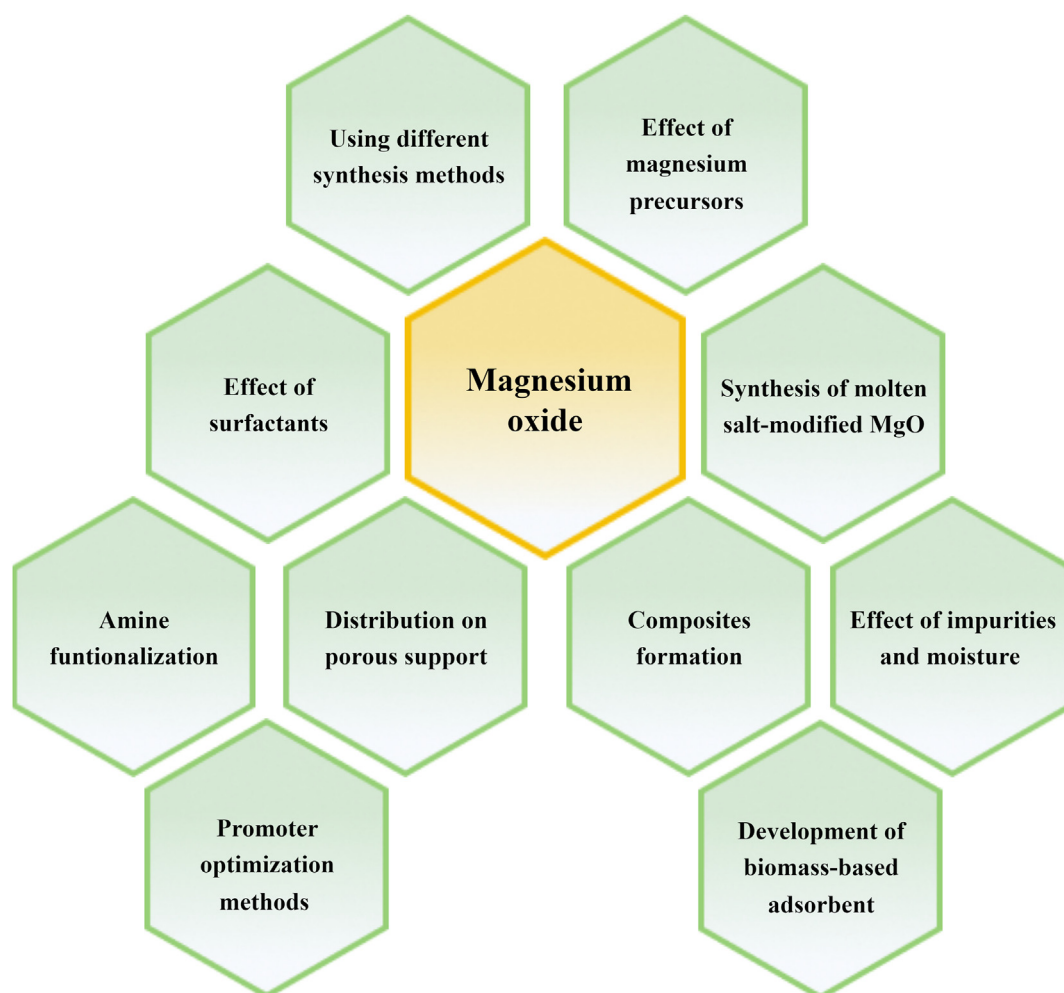 Using different
synthesis methods
Effect of
magnesium
precursors
Effect of
surfactants
Magnesium
oxide
Synthesis of molten
salt-modified MgO
Amine
funtionalization
Distribution on
porous support
Composites
formation
Effect of impurities
and moisture
Promoter
optimization
methods
Development of
biomass-based
adsorbent